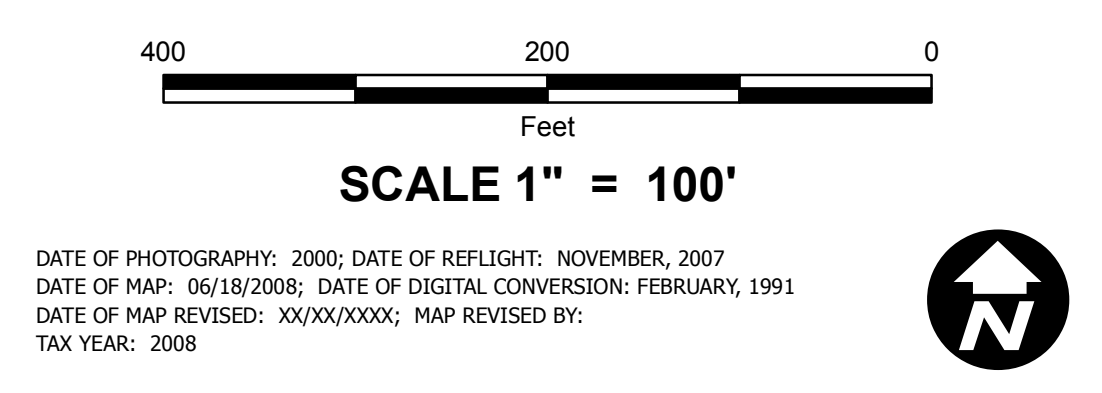 400 200 0
Feet
SCALE 1" = 100'
DATE OF PHOTOGRAPHY: 2000; DATE OF REFLIGHT: NOVEMBER, 2007
DATE OF MAP: 06/18/2008; DATE OF DIGITAL CONVERSION: FEBRUARY, 1991
DATE OF MAP REVISED: XX/XX/XXXX; MAP REVISED BY:
TAX YEAR: 2008
N